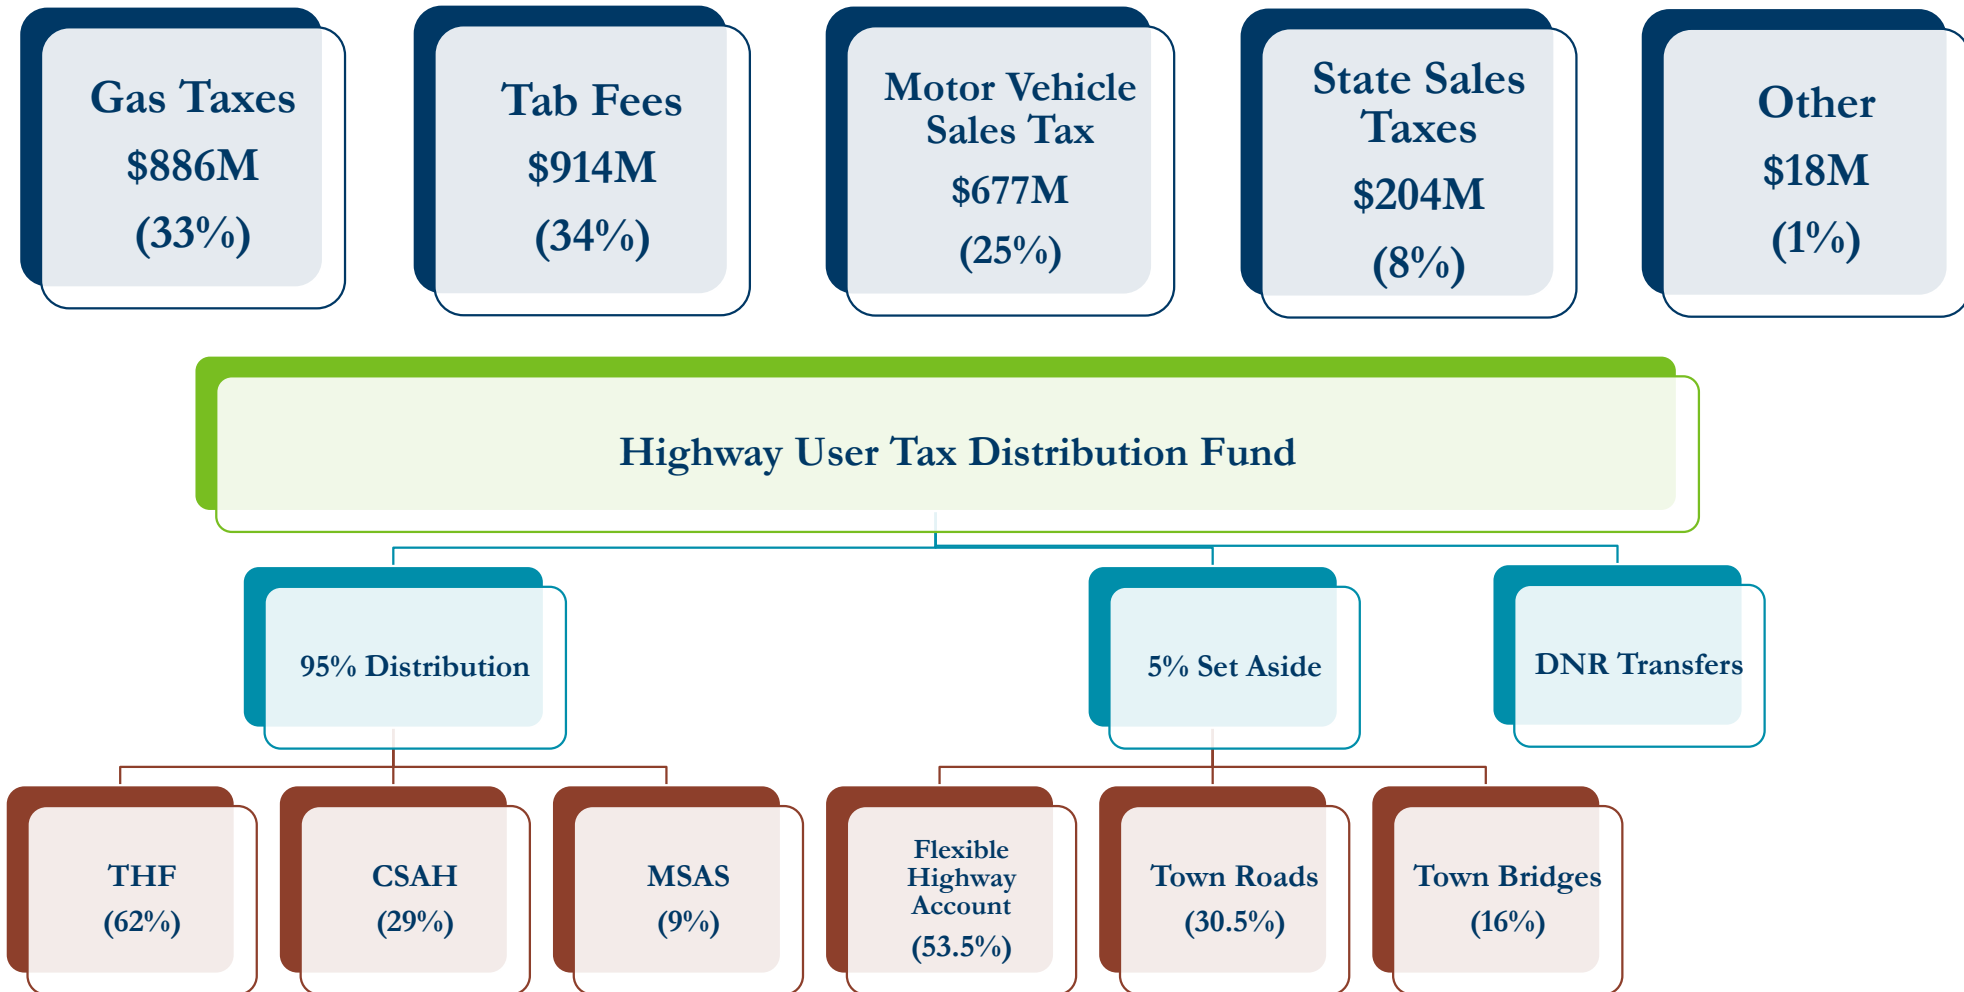 Gas Taxes
$886M
(33%)
Tab Fees
$914M
(34%)
Motor Vehicle
Sales Tax
$677M
(25%)
State Sales
Taxes
$204M
(8%)
Other
$18M
(1%)
Highway User Tax Distribution Fund
95% Distribution
5% Set Aside
DNR Transfers
THF
(62%)
CSAH
(29%)
MSAS
(9%)
Flexible
Highway
Account
(53.5%)
Town Roads
(30.5%)
Town Bridges
(16%)